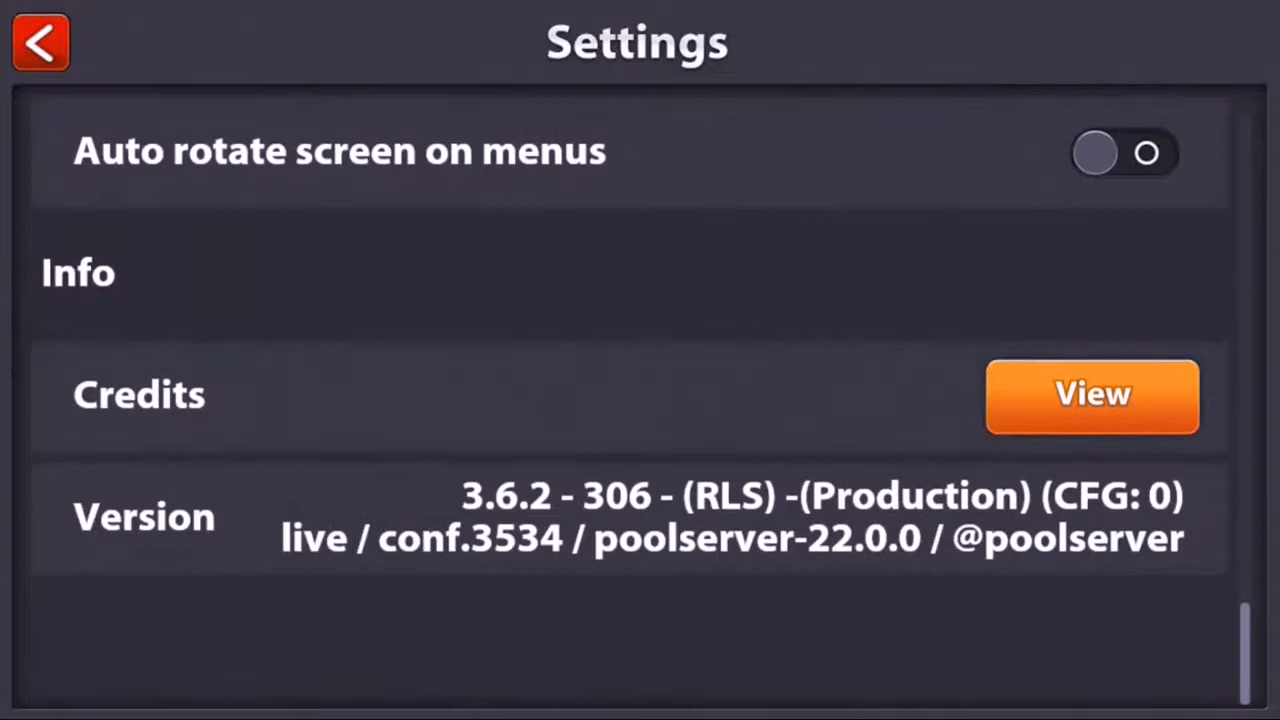 Settings
Auto rotate screen on menus
Info
Credits
View
Version
3.6.2 - 306 - (RLS) -(Production) (CFG: 0)
live / conf.3534 / poolserver-22.0.0 / @poolserver